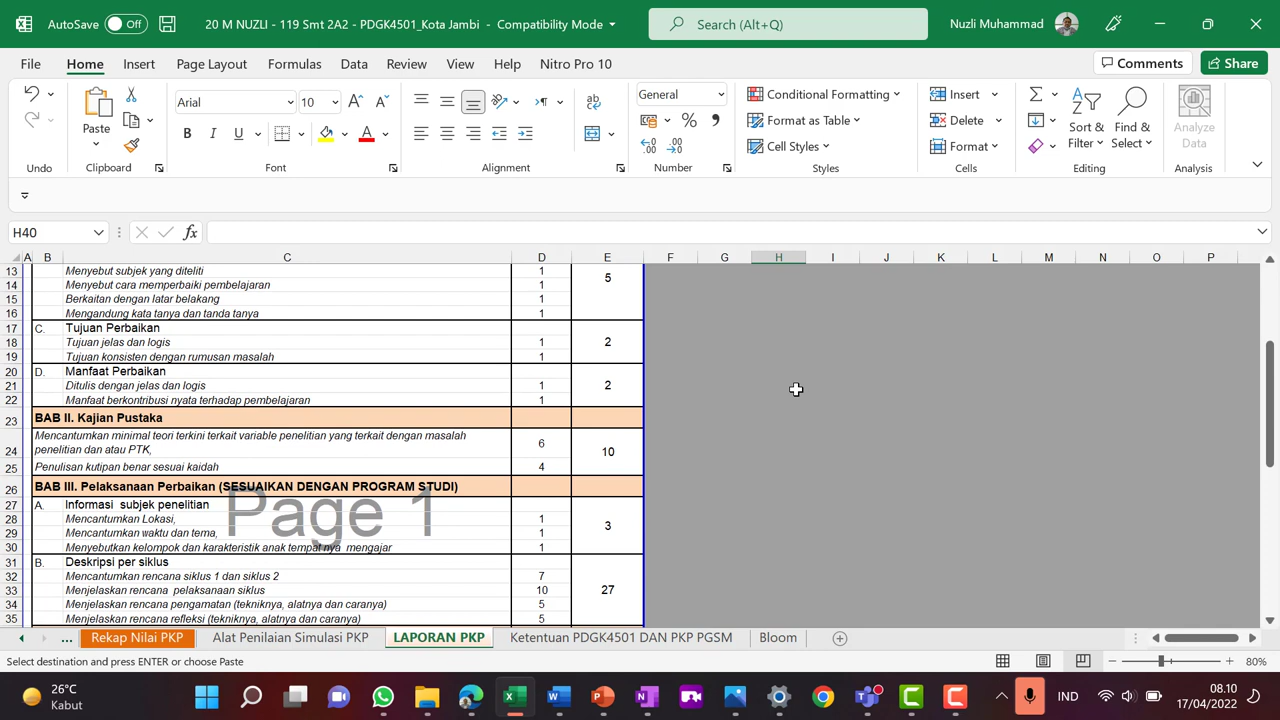 AutoSave Off 20 M NUZLI - 119 Smt 2A2 - PDGK4501_Kota Jambi - Compatibility Mode Search (Alt+Q) Nuzli Muhammad
File Home Insert Page Layout Formulas Data Review View Help Nitro Pro 10 Comments Share
Arial 10 General Conditional Formatting Insert
Paste B I U % Format as Table Delete Sort & Filter Find & Select Analyze Data
Cell Styles Format
Undo Clipboard Font Alignment Number Styles Cells Editing Analysis
H40 fx
A B C D E F G H I J K L M N O P
13 Menyebut subjek yang diteliti 1 5
14 Menyebut cara memperbaiki pembelajaran 1
15 Berkaitan dengan latar belakang 1
16 Mengandung kata tanya dan tanda tanya 1
17 C. Tujuan Perbaikan 2
18 Tujuan jelas dan logis 1
19 Tujuan konsisten dengan rumusan masalah 1
20 D. Manfaat Perbaikan 2
21 Ditulis dengan jelas dan logis 1
22 Manfaat berkontribusi nyata terhadap pembelajaran 1
23 BAB II. Kajian Pustaka
24 Mencantumkan minimal teori terkini terkait variable penelitian yang terkait dengan masalah 6 10
penelitian dan atau PTK,
25 Penulisan kutipan benar sesuai kaidah 4
26 BAB III. Pelaksanaan Perbaikan (SESUAIKAN DENGAN PROGRAM STUDI)
27 A. Informasi subjek penelitian 3
Page 1
28 Mencantumkan Lokasi, 1
29 Mencantumkan waktu dan tema, 1
30 Menyebutkan kelompok dan karakteristik anak tempat nya mengajar 1
31 B. Deskripsi per siklus 27
32 Mencantumkan rencana siklus 1 dan siklus 2 7
33 Menjelaskan rencana pelaksanaan siklus 10
34 Menjelaskan rencana pengamatan (tekniknya, alatnya dan caranya) 5
35 Menjelaskan rencana refleksi (tekniknya, alatnya dan caranya) 5
... Rekap Nilai PKP Alat Penilaian Simulasi PKP LAPORAN PKP Ketentuan PDGK4501 DAN PKP PGSM Bloom
Select destination and press ENTER or choose Paste 80%
26°C
Kabut IND 08.10
17/04/2022